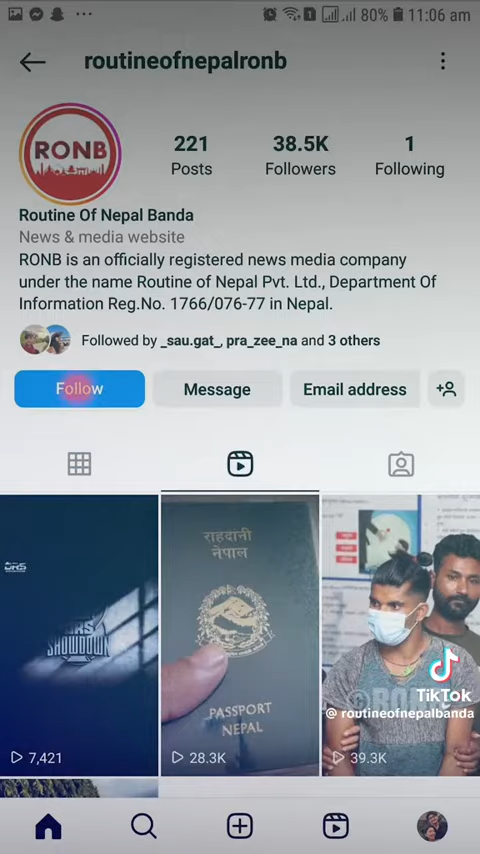 80% 11:06 am
routineofnepalronb
RONB
221
Posts
38.5K
Followers
1
Following
Routine Of Nepal Banda
News & media website
RONB is an officially registered news media company
under the name Routine of Nepal Pvt. Ltd., Department Of
Information Reg.No. 1766/076-77 in Nepal.
Followed by _sau.gat_, pra_zee_na and 3 others
Follow
Message
Email address
DRS
SHOWDOWN
7,421
राहदानी
नेपाल
PASSPORT
NEPAL
28.3K
TikTok
@ routineofnepalbanda
39.3K